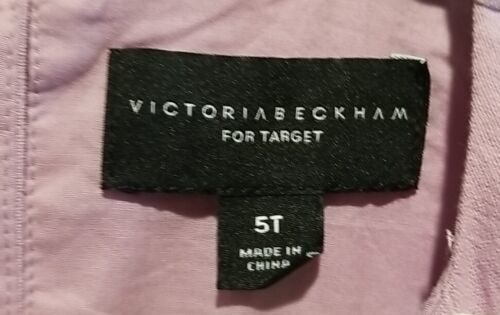 VICTORIABECKHAM
FOR TARGET
5T
MADE IN
CHINA